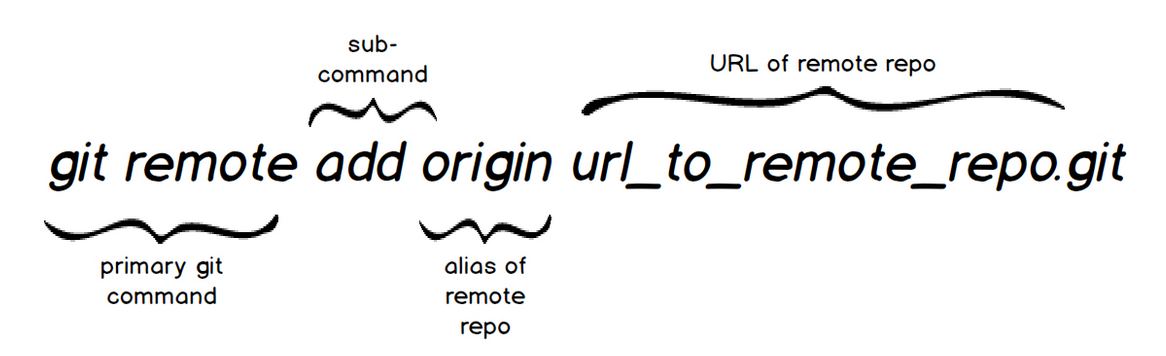 sub-
command
URL of remote repo
git remote add origin url_to_remote_repo.git
primary git
command
alias of
remote
repo